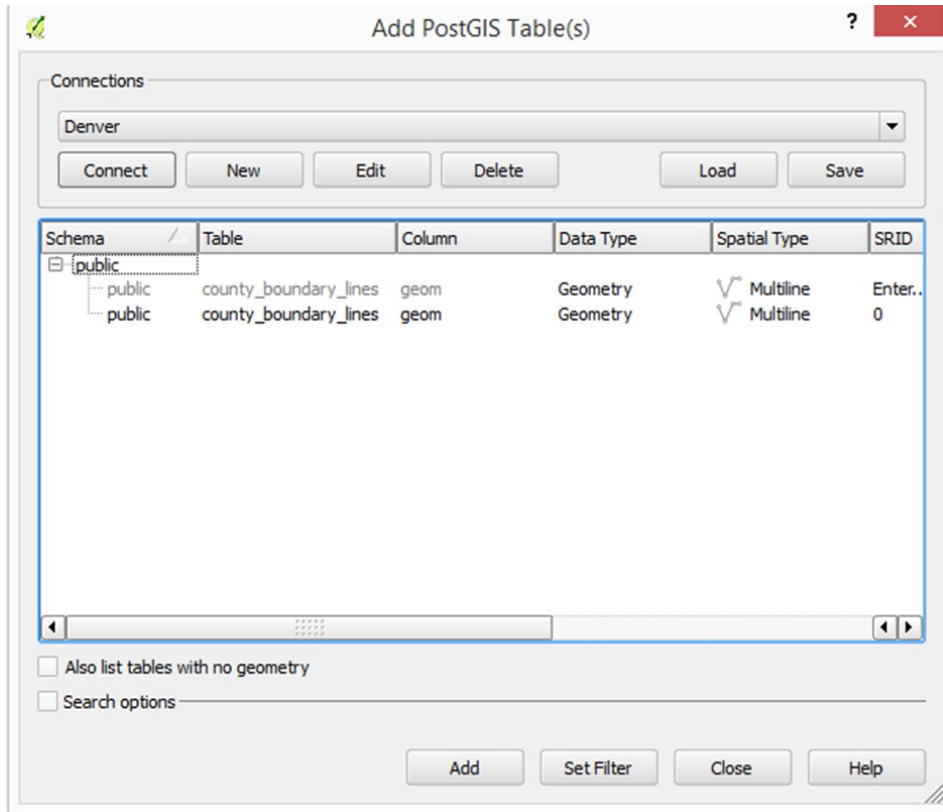 Add PostGIS Table(s)
?
Connections
Denver
Connect New Edit Delete Load Save
Schema Table Column Data Type Spatial Type SRID
public
public county_boundary_lines geom Geometry Multiline Enter..
public county_boundary_lines geom Geometry Multiline 0
Also list tables with no geometry
Search options
Add Set Filter Close Help